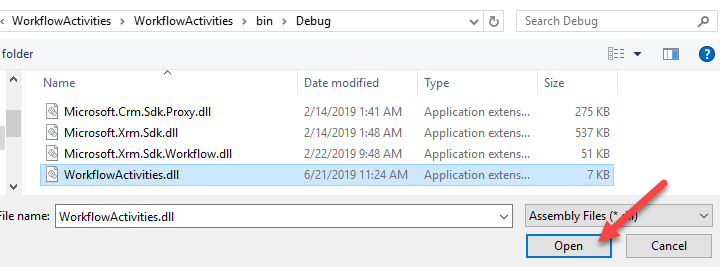 WorkflowActivities > WorkflowActivities > bin > Debug
Search Debug
folder
Name Date modified Type Size
Microsoft.Crm.Sdk.Proxy.dll 2/14/2019 1:41 AM Application extens... 275 KB
Microsoft.Xrm.Sdk.dll 2/14/2019 1:48 AM Application extens... 537 KB
Microsoft.Xrm.Sdk.Workflow.dll 2/22/2019 9:48 AM Application extens... 51 KB
WorkflowActivities.dll 6/21/2019 11:24 AM Application extens... 7 KB
File name: WorkflowActivities.dll Assembly Files (*.dll)
Open Cancel